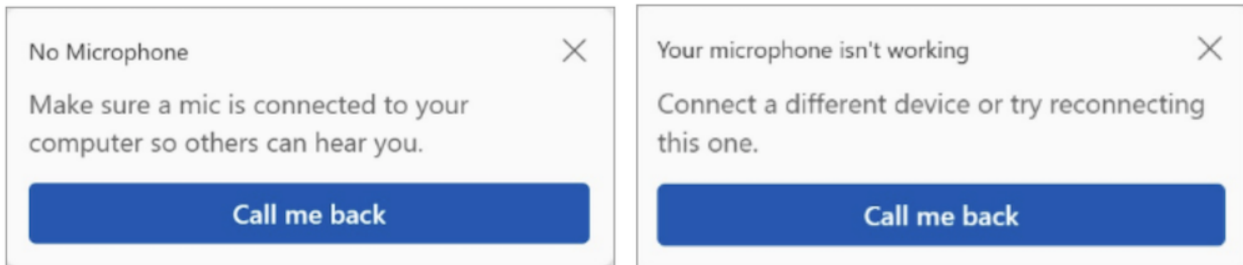 No Microphone
Make sure a mic is connected to your
computer so others can hear you.
Call me back
Your microphone isn't working
Connect a different device or try reconnecting
this one.
Call me back